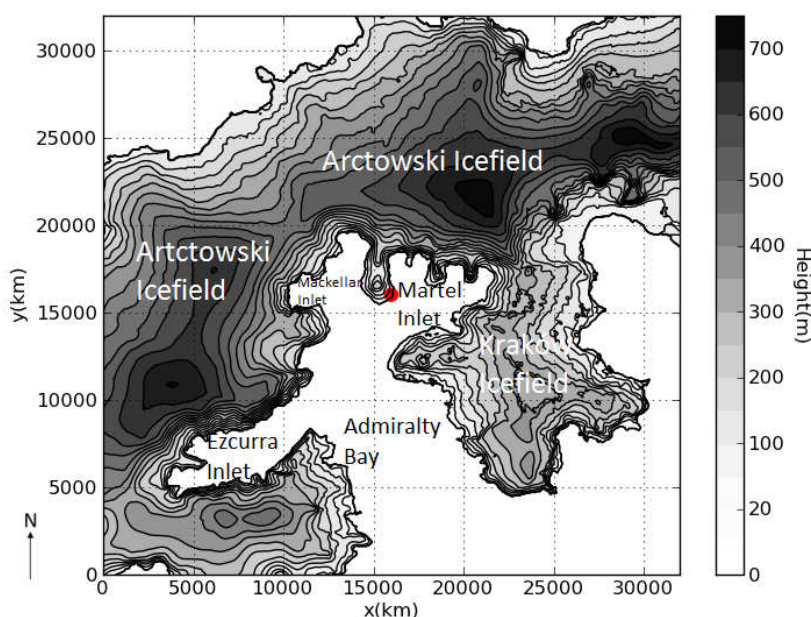 30000
25000
20000
15000
10000
5000
0
y(km)
N
0
5000
10000
15000
20000
25000
30000
x(km)
Arctowski Icefield
Artctowski
Icefield
Mackellar
Inlet
Martel
Inlet
Krakow
Icefield
Admiralty
Bay
Ezcurra
Inlet
700
600
500
400
300
200
100
20
0
Height(m)